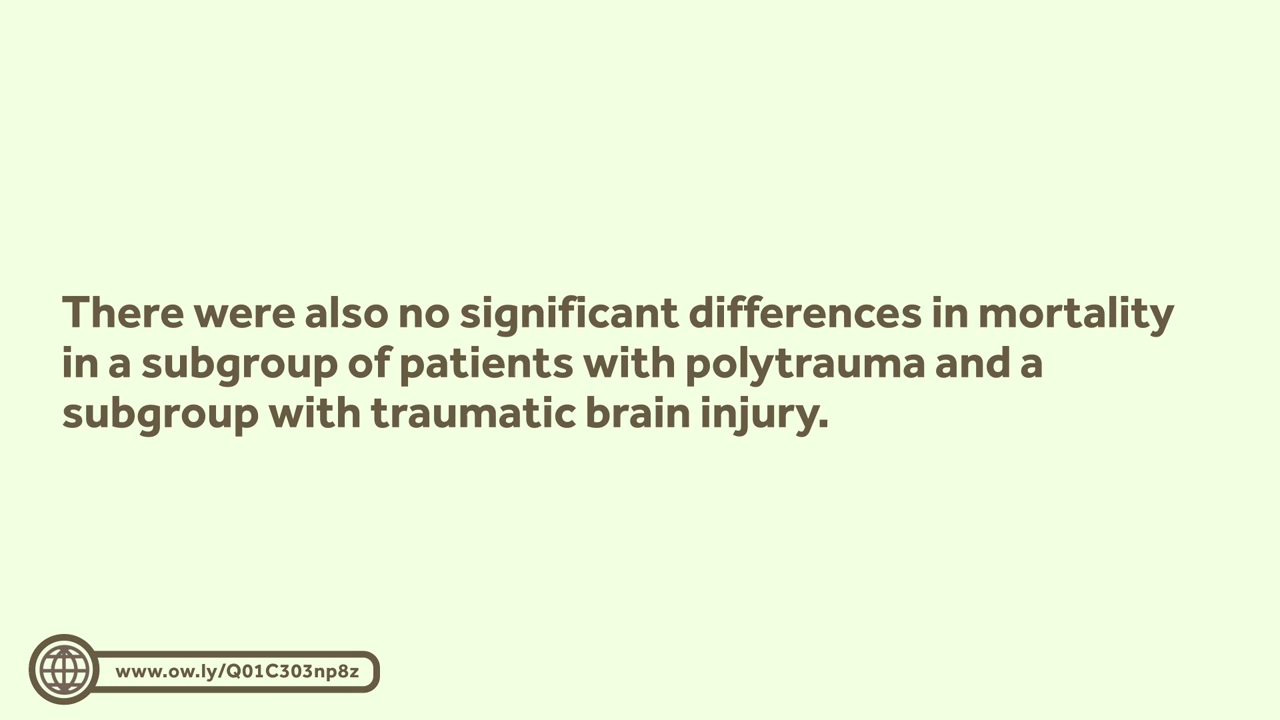 There were also no significant differences in mortality
in a subgroup of patients with polytrauma and a
subgroup with traumatic brain injury.
www.ow.ly/Q01C303np8z